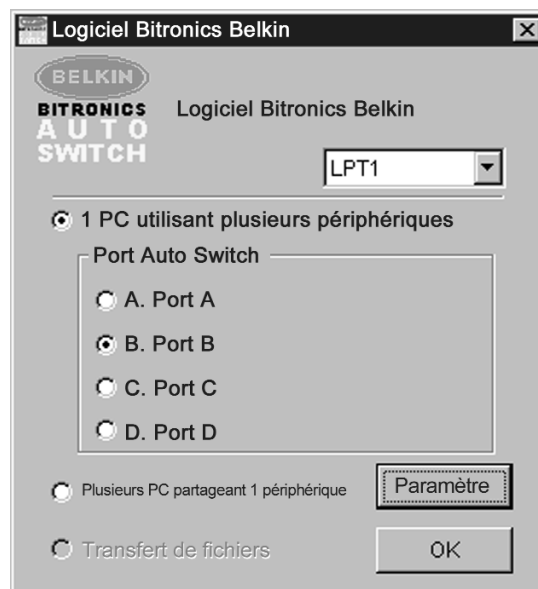 Logiciel Bitronics Belkin
BELKIN
BITRONICS
AUTO
SWITCH
Logiciel Bitronics Belkin
LPT1
1 PC utilisant plusieurs périphériques
Port Auto Switch
A. Port A
B. Port B
C. Port C
D. Port D
Plusieurs PC partageant 1 périphérique
Paramètre
Transfert de fichiers
OK